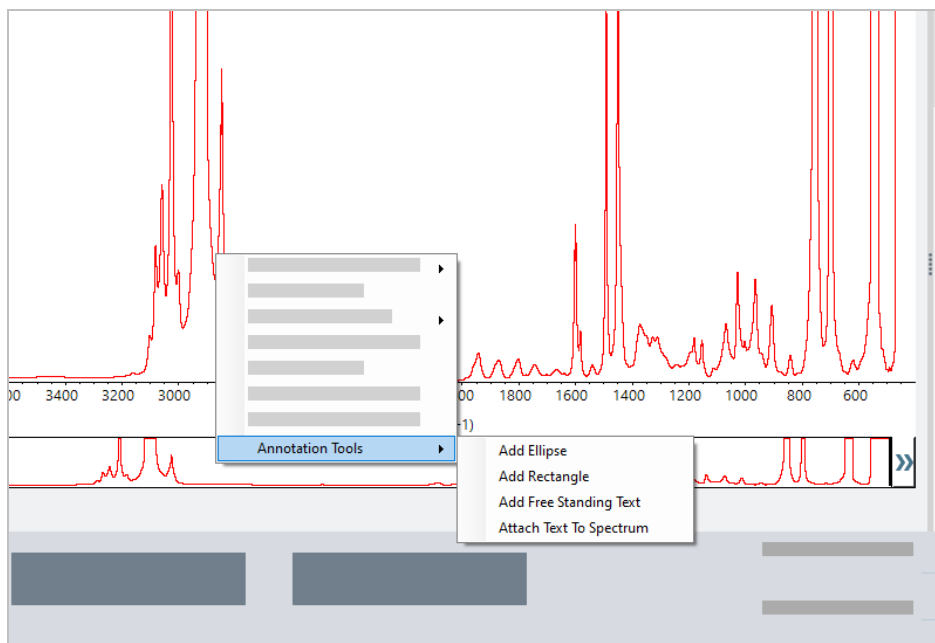 3400 3200 3000 1800 1600 1400 1200 1000 800 600
-1)
Annotation Tools
Add Ellipse
Add Rectangle
Add Free Standing Text
Attach Text To Spectrum